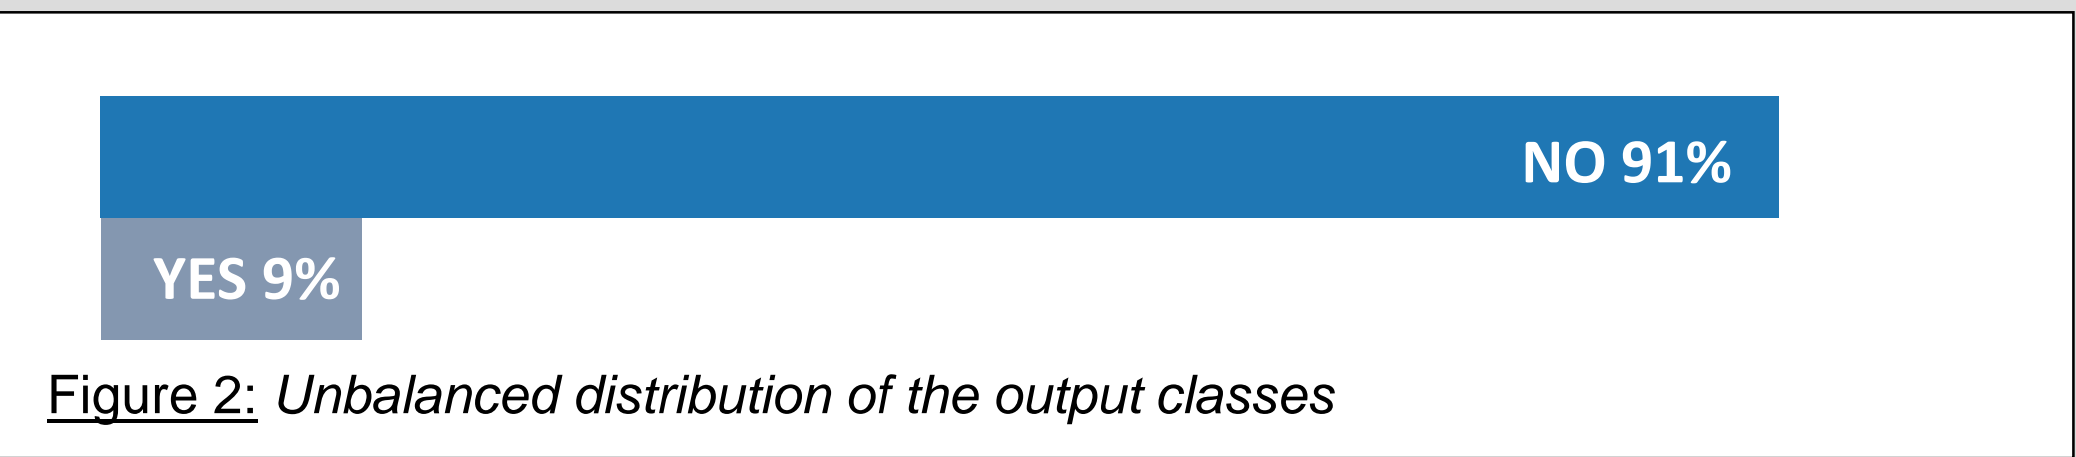 NO 91%
YES 9%
Figure 2: Unbalanced distribution of the output classes